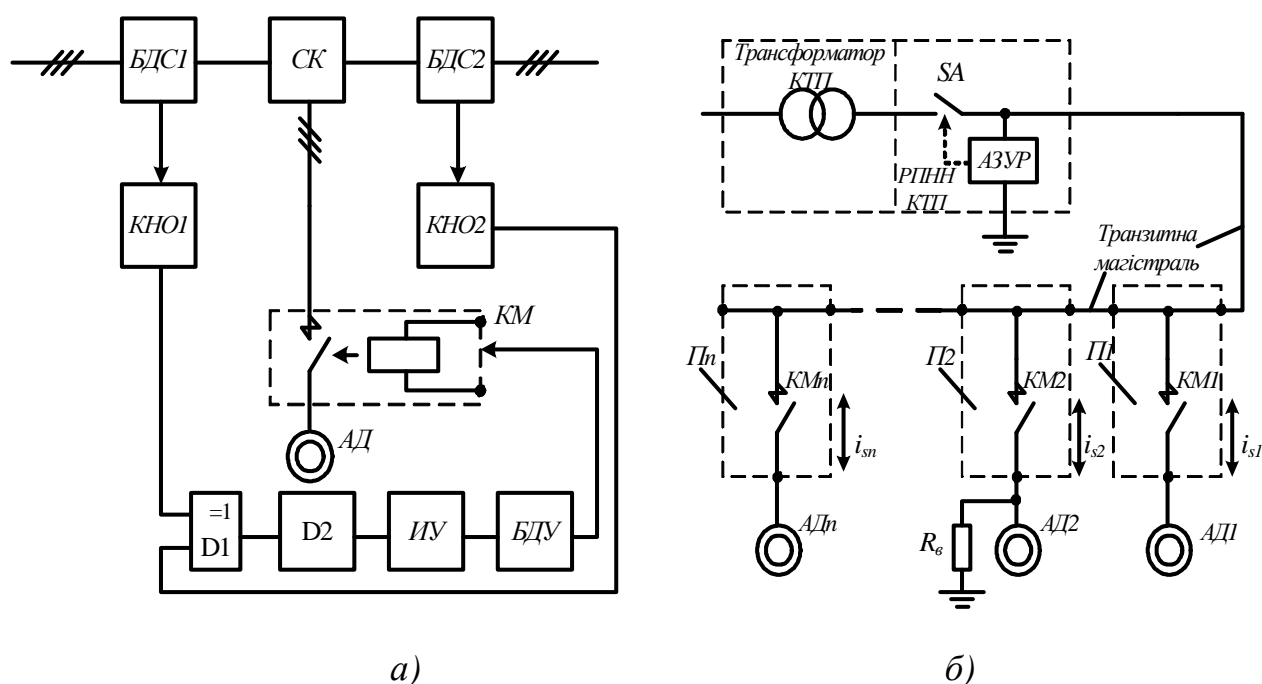 БДС1
СК
БДС2
КНО1
КНО2
КМ
АД
=1
D1
D2
ИУ
БДУ
а)
Трансформатор
КТП
SA
АЗУР
РПНН
КТП
Транзитна
магістраль
Пn
КМn
isn
П2
КМ2
is2
П1
КМ1
is1
АДn
Rв
АД2
АД1
б)